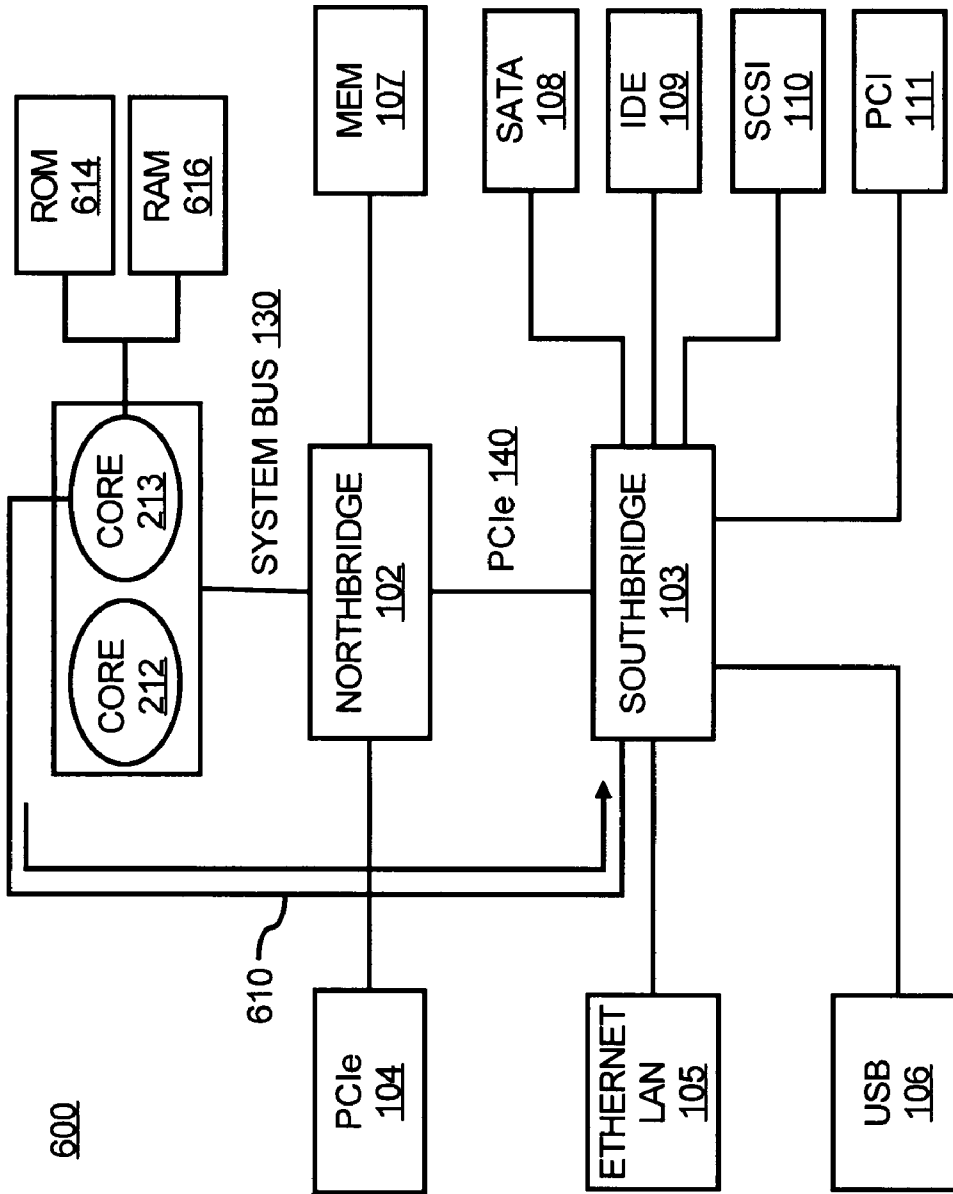 600
ROM
614
RAM
616
CORE
212
CORE
213
SYSTEM BUS 130
610
PCIe
104
NORTHBRIDGE
102
MEM
107
PCIe 140
ETHERNET
LAN
105
SOUTHBRIDGE
103
SATA
108
IDE
109
SCSI
110
USB
106
PCI
111